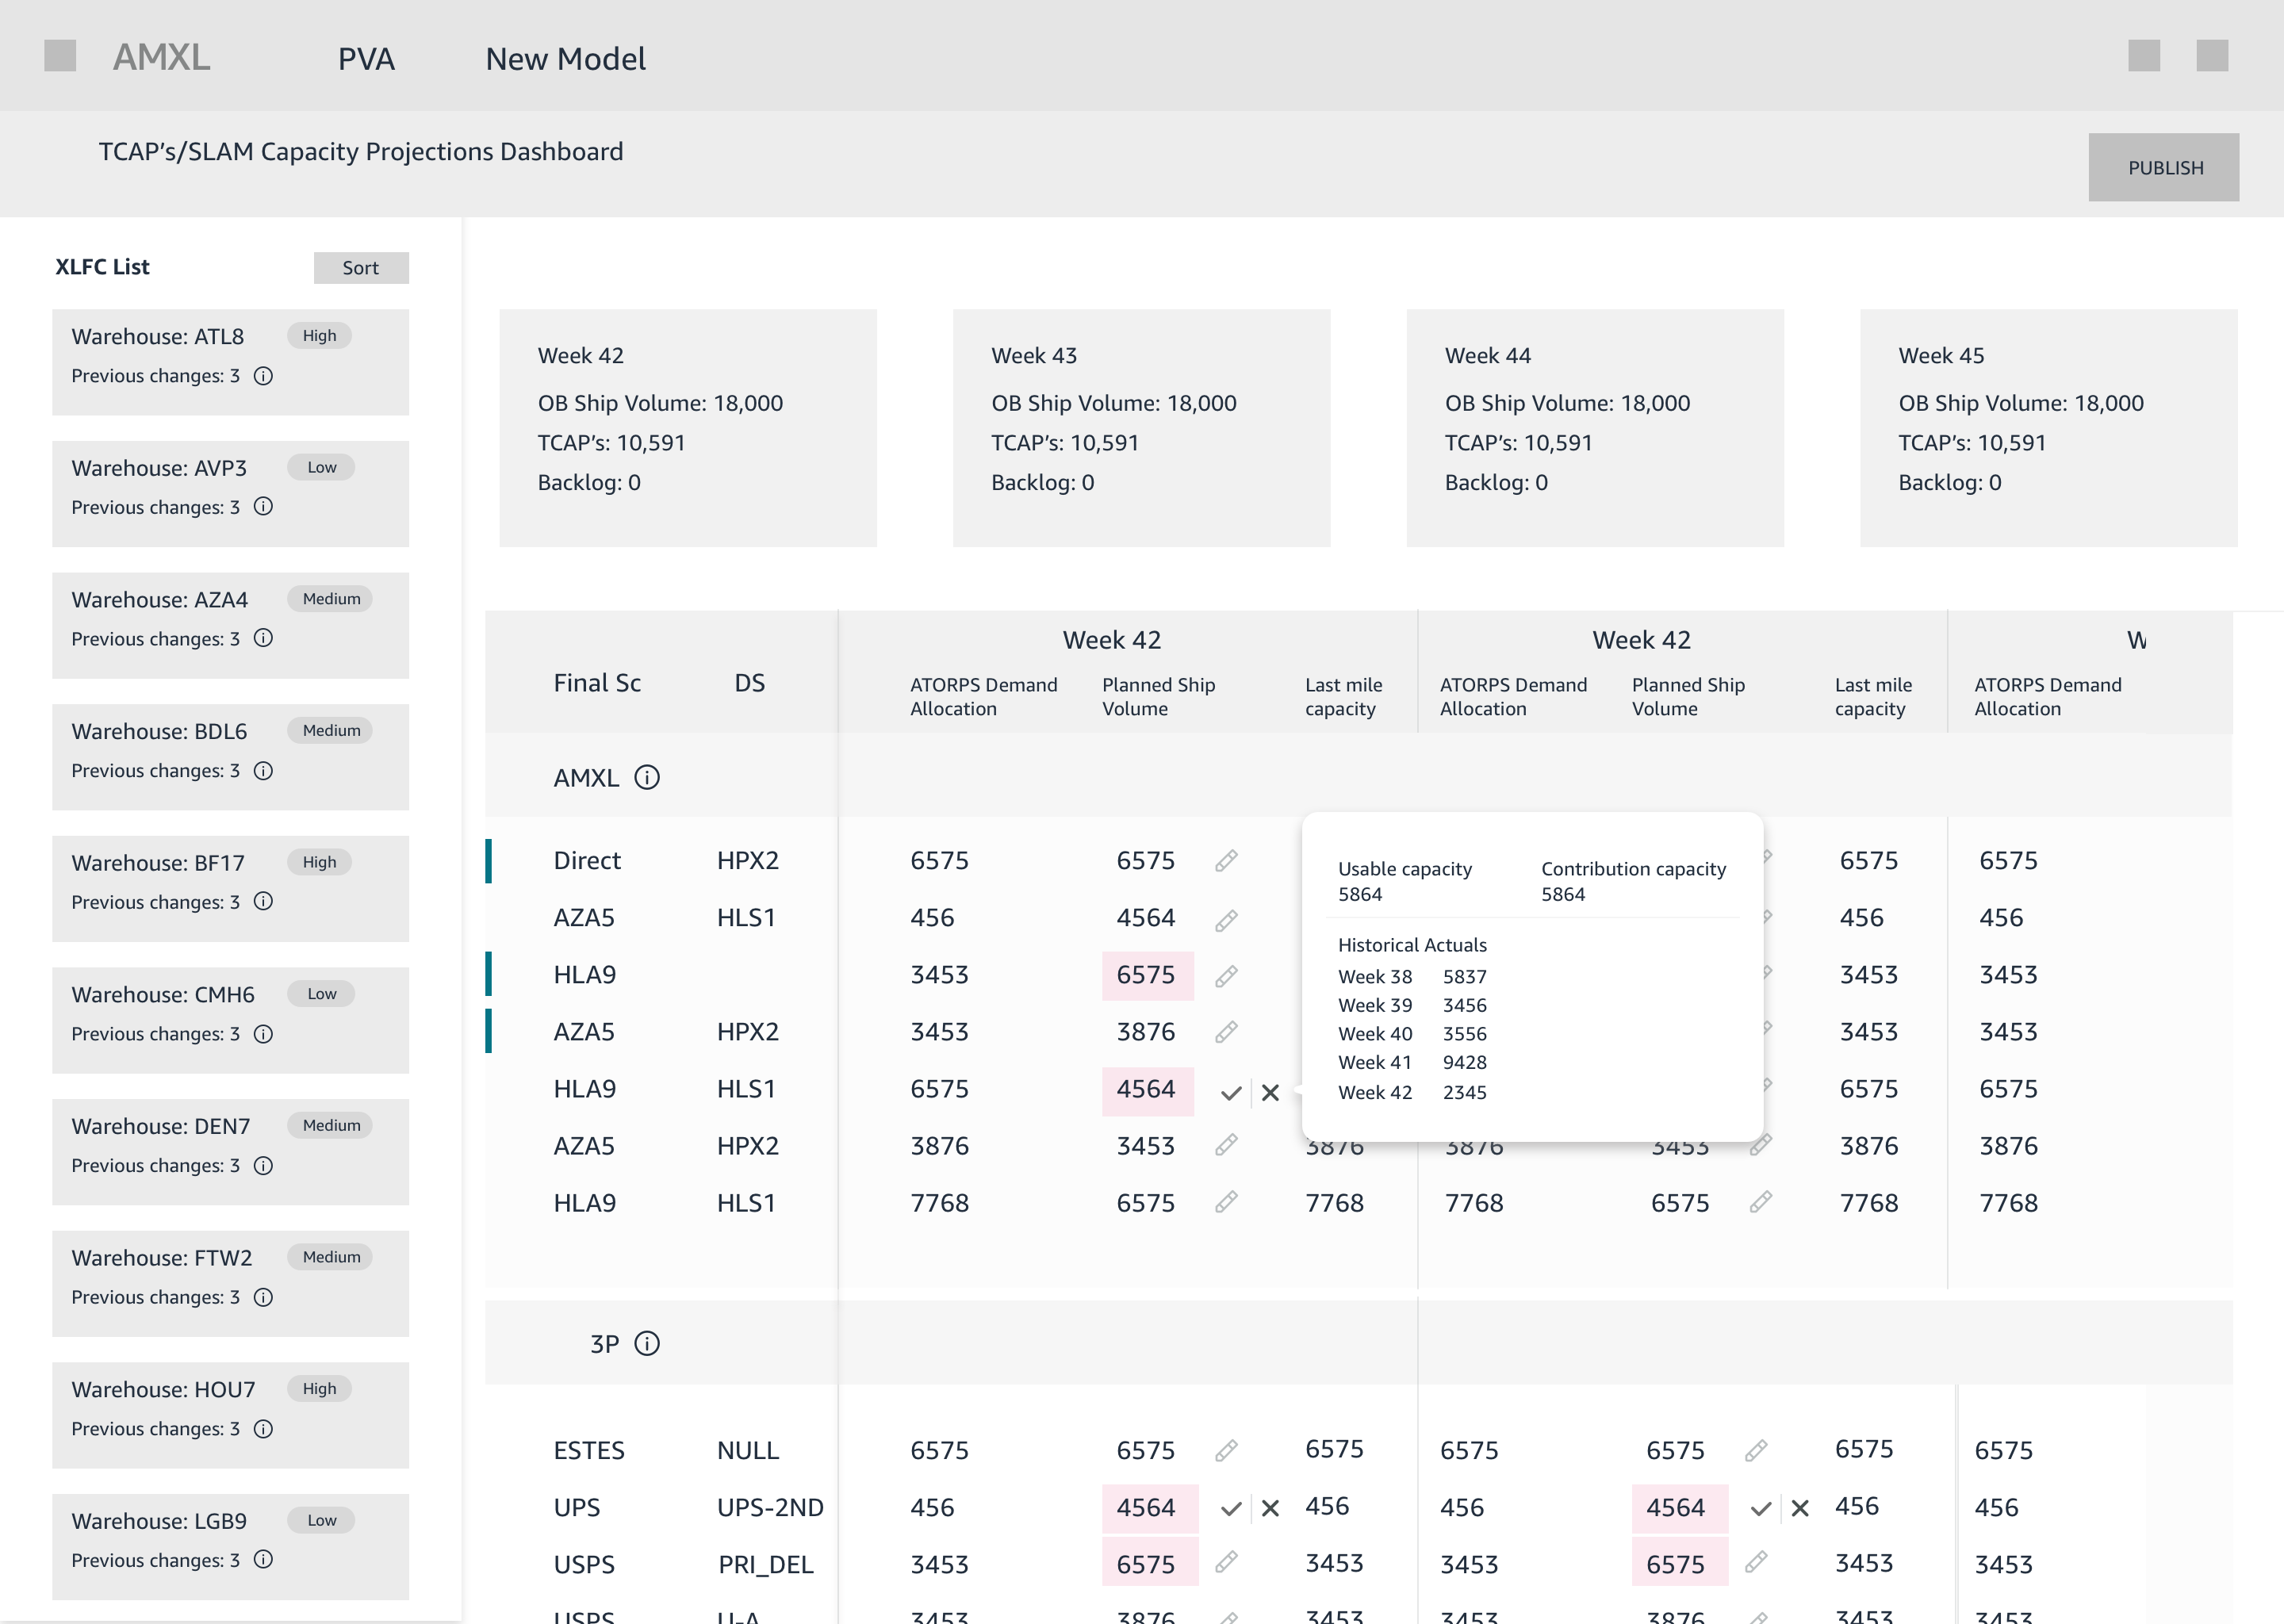 AMXL PVA New Model
TCAP's/SLAM Capacity Projections Dashboard
PUBLISH
XLFC List Sort
Warehouse: ATL8 High
Previous changes: 3
Warehouse: AVP3 Low
Previous changes: 3
Warehouse: AZA4 Medium
Previous changes: 3
Warehouse: BDL6 Medium
Previous changes: 3
Warehouse: BF17 High
Previous changes: 3
Warehouse: CMH6 Low
Previous changes: 3
Warehouse: DEN7 Medium
Previous changes: 3
Warehouse: FTW2 Medium
Previous changes: 3
Warehouse: HOU7 High
Previous changes: 3
Warehouse: LGB9 Low
Previous changes: 3
Week 42
OB Ship Volume: 18,000
TCAP's: 10,591
Backlog: 0
Week 43
OB Ship Volume: 18,000
TCAP's: 10,591
Backlog: 0
Week 44
OB Ship Volume: 18,000
TCAP's: 10,591
Backlog: 0
Week 45
OB Ship Volume: 18,000
TCAP's: 10,591
Backlog: 0
Week 42 Week 42 W
Final Sc DS
ATORPS Demand Planned Ship Last mile ATORPS Demand Planned Ship Last mile ATORPS Demand
Allocation Volume capacity Allocation Volume capacity Allocation
AMXL
Direct HPX2 6575 6575 6575 6575
AZA5 HLS1 456 4564 456 456
HLA9 3453 6575 3453 3453
AZA5 HPX2 3453 3876 3453 3453
HLA9 HLS1 6575 4564 6575 6575
AZA5 HPX2 3876 3453 3876 3876 3453 3876 3876
HLA9 HLS1 7768 6575 7768 7768 6575 7768 7768
Usable capacity Contribution capacity
5864 5864
Historical Actuals
Week 38 5837
Week 39 3456
Week 40 3556
Week 41 9428
Week 42 2345
3P
ESTES NULL 6575 6575 6575 6575 6575 6575 6575
UPS UPS-2ND 456 4564 456 456 4564 456 456
USPS PRI_DEL 3453 6575 3453 3453 6575 3453 3453
USPS U-A 3453 3876 3453 3453 3876 3453 3453